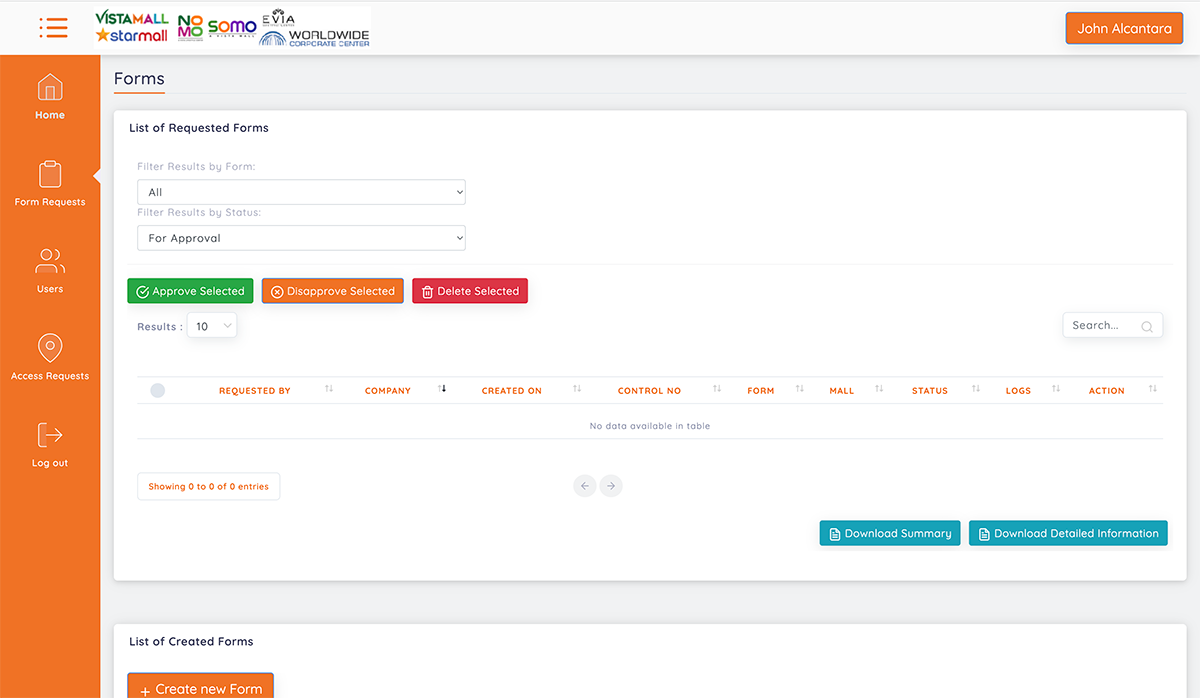 VISTAMALL
starmall
NO
MO
SOMO
A VISTA MALL
EVIA
WORLDWIDE
CORPORATE CENTER
John Alcantara
Home
Form Requests
Users
Access Requests
Log out
Forms
List of Requested Forms
Filter Results by Form:
All
Filter Results by Status:
For Approval
Approve Selected Disapprove Selected Delete Selected
Results : 10 Search...
REQUESTED BY COMPANY CREATED ON CONTROL NO FORM MALL STATUS LOGS ACTION
No data available in table
Showing 0 to 0 of 0 entries
Download Summary Download Detailed Information
List of Created Forms
+ Create new Form